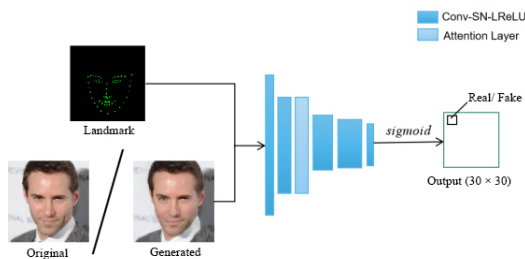 Conv-SN-LReLU
Attention Layer
Landmark
Real/ Fake
sigmoid
Output (30 × 30)
Original
Generated